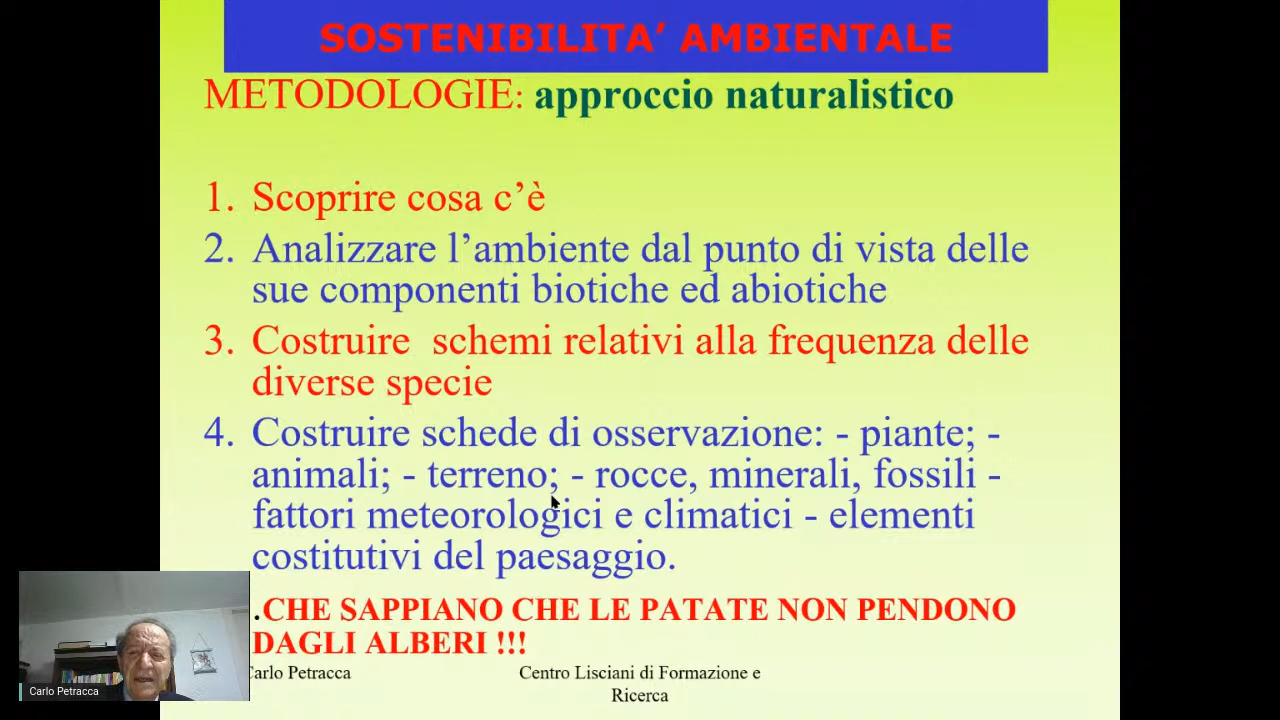 SOSTENIBILITA’ AMBIENTALE
METODOLOGIE: approccio naturalistico
1. Scoprire cosa c’è
2. Analizzare l’ambiente dal punto di vista delle
sue componenti biotiche ed abiotiche
3. Costruire schemi relativi alla frequenza delle
diverse specie
4. Costruire schede di osservazione: - piante; -
animali; - terreno; - rocce, minerali, fossili -
fattori meteorologici e climatici - elementi
costitutivi del paesaggio.
.CHE SAPPIANO CHE LE PATATE NON PENDONO
DAGLI ALBERI !!!
Carlo Petracca
Centro Lisciani di Formazione e
Ricerca
Carlo Petracca